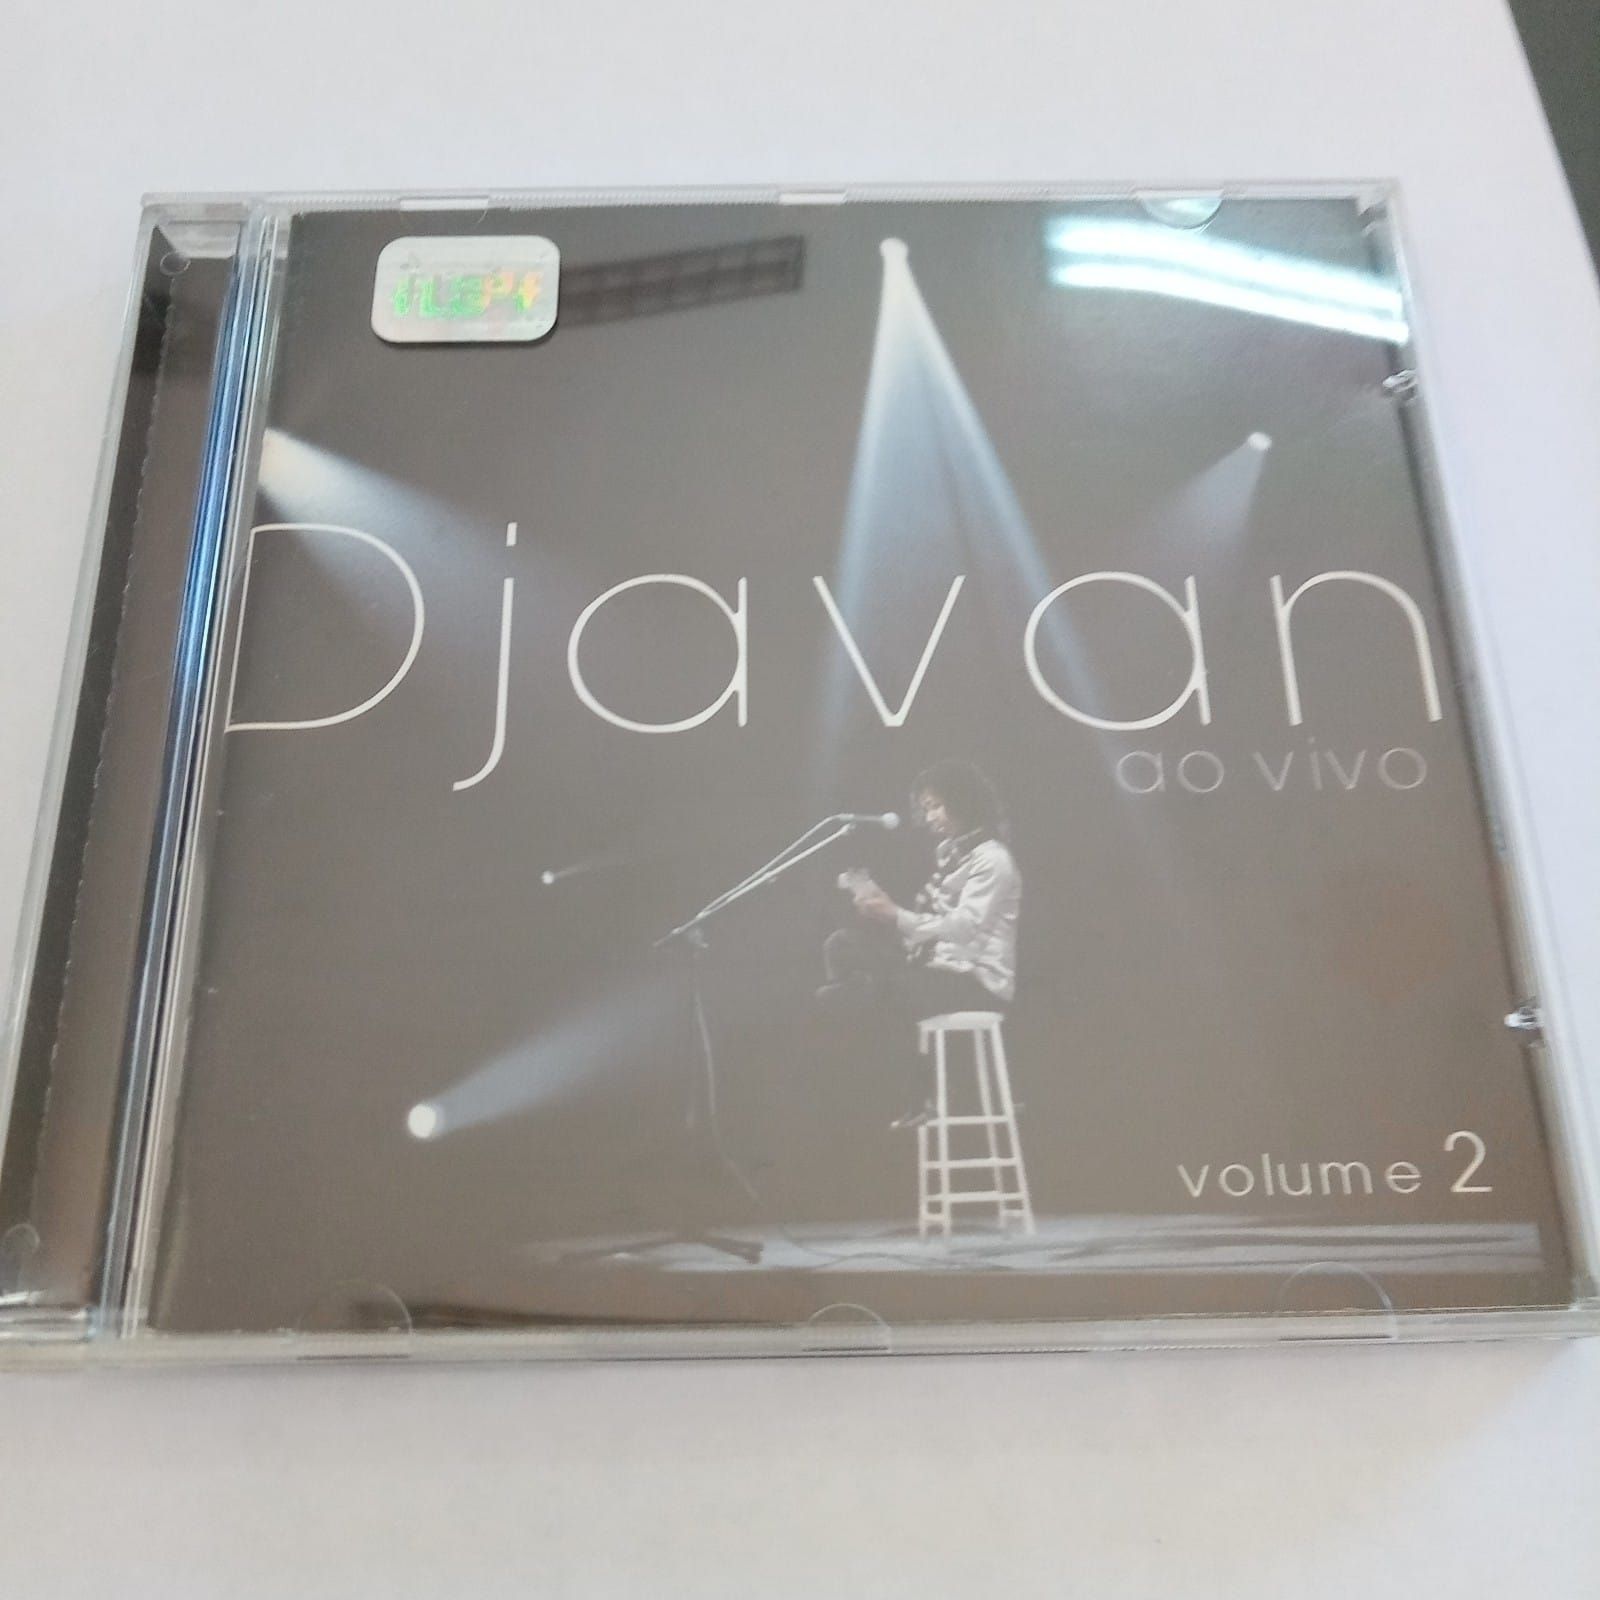 Djavan
ao vivo
volume 2